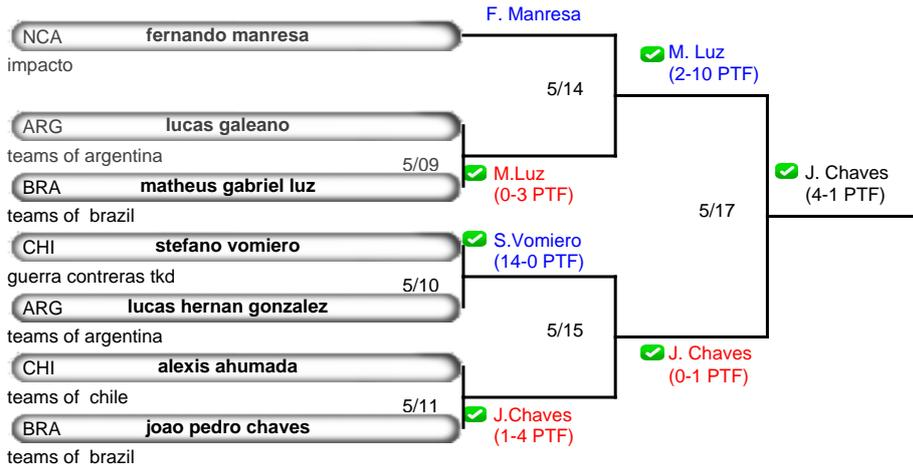 F. Manresa
NCA fernando manresa
impacto
M. Luz
(2-10 PTF)
5/14
ARG lucas galeano
teams of argentina
5/09
BRA matheus gabriel luz
teams of  brazil
M.Luz
(0-3 PTF)
J. Chaves
(4-1 PTF)
5/17
CHI stefano vomiero
guerra contreras tkd
S.Vomiero
(14-0 PTF)
5/10
ARG lucas hernan gonzalez
teams of argentina
5/15
CHI alexis ahumada
teams of  chile
J. Chaves
(0-1 PTF)
5/11
BRA joao pedro chaves
teams of  brazil
J.Chaves
(1-4 PTF)